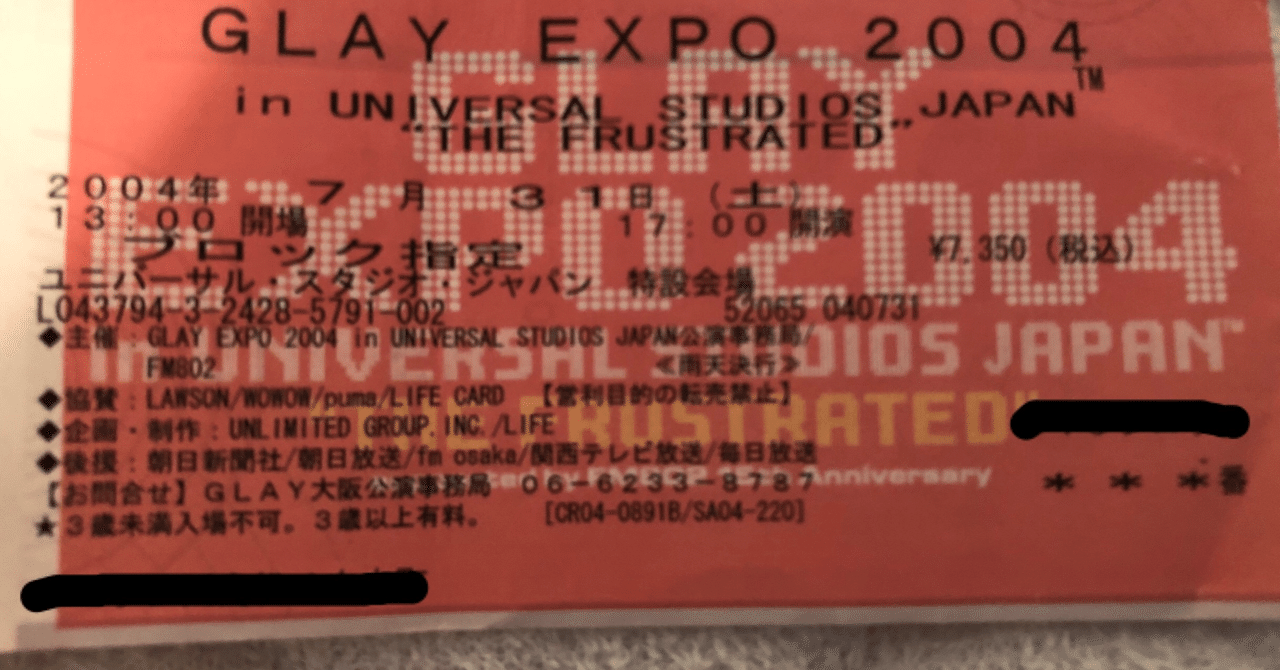 GLAY EXPO 2004
in UNIVERSAL STUDIOS JAPAN™
"THE FRUSTRATED"
2004年 7月 31日 (土)
13:00 開場 17:00 開演
ブロック指定 ¥7,350 (税込)
ユニバーサル・スタジオ・ジャパン 特設会場
L043794-3-2428-5791-002 52065 040731
◆主催:GLAY EXPO 2004 in UNIVERSAL STUDIOS JAPAN公演事務局/
FM802 ≪雨天決行≫
◆協賛:LAWSON/WOWOW/puma/LIFE CARD 【営利目的の転売禁止】
◆企画・制作:UNLIMITED GROUP.INC./LIFE
◆後援:朝日新聞社/朝日放送/fm osaka/関西テレビ放送/毎日放送
【お問合せ】GLAY大阪公演事務局 06-6233-8787
***番
★3歳未満入場不可。3歳以上有料。 [CR04-0891B/SA04-220]
GLAY
EXPO 2004
in UNIVERSAL STUDIOS JAPAN™
"THE FRUSTRATED"
Anniversary